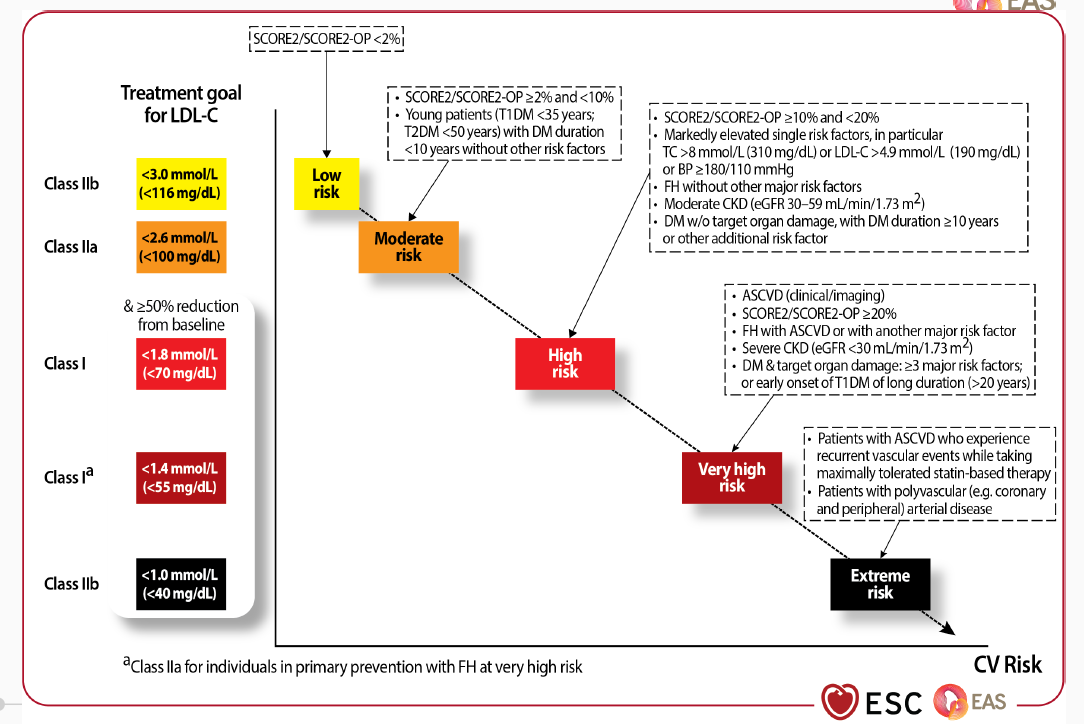 EAS
SCORE2/SCORE2-OP <2%
Treatment goal
for LDL-C
• SCORE2/SCORE2-OP ≥2% and <10%
• Young patients (T1DM <35 years;
T2DM <50 years) with DM duration
<10 years without other risk factors
• SCORE2/SCORE2-OP ≥10% and <20%
• Markedly elevated single risk factors, in particular
TC >8 mmol/L (310 mg/dL) or LDL-C >4.9 mmol/L (190 mg/dL)
or BP ≥180/110 mmHg
• FH without other major risk factors
• Moderate CKD (eGFR 30–59 mL/min/1.73 m²)
• DM w/o target organ damage, with DM duration ≥10 years
or other additional risk factor
Class IIb
<3.0 mmol/L
(<116 mg/dL)
Low
risk
Class IIa
<2.6 mmol/L
(<100 mg/dL)
Moderate
risk
& ≥50% reduction
from baseline
• ASCVD (clinical/imaging)
• SCORE2/SCORE2-OP ≥20%
• FH with ASCVD or with another major risk factor
• Severe CKD (eGFR <30 mL/min/1.73 m²)
• DM & target organ damage: ≥3 major risk factors;
or early onset of T1DM of long duration (>20 years)
Class I
<1.8 mmol/L
(<70 mg/dL)
High
risk
• Patients with ASCVD who experience
recurrent vascular events while taking
maximally tolerated statin-based therapy
• Patients with polyvascular (e.g. coronary
and peripheral) arterial disease
Class Iᵃ
<1.4 mmol/L
(<55 mg/dL)
Very high
risk
Class IIb
<1.0 mmol/L
(<40 mg/dL)
Extreme
risk
CV Risk
ᵃClass IIa for individuals in primary prevention with FH at very high risk
ESC
EAS